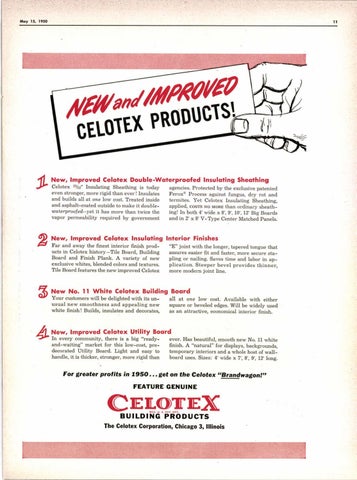 May 15, 1950
11
NEW and IMPROVED
CELOTEX PRODUCTS!
1 New, Improved Celotex Double-Waterproofed Insulating Sheathing
Celotex 25/32" Insulating Sheathing is today
even stronger, more rigid than ever! Insulates
and builds all at one low cost. Treated inside
and asphalt-coated outside to make it double-
waterproofed—yet it has more than twice the
vapor permeability required by government
agencies. Protected by the exclusive patented
Ferox® Process against fungus, dry rot and
termites. Yet Celotex Insulating Sheathing,
applied, costs no more than ordinary sheath-
ing! In both 4' wide x 8', 9', 10', 12' Big Boards
and in 2' x 8' V-Type Center Matched Panels.
2 New, Improved Celotex Insulating Interior Finishes
Far and away the finest interior finish prod-
ucts in Celotex history—Tile Board, Building
Board and Finish Plank. A variety of new
exclusive whites, blended colors and textures.
Tile Board features the new improved Celotex
"K" joint with the longer, tapered tongue that
assures easier fit and faster, more secure sta-
pling or nailing. Saves time and labor in ap-
plication. Steeper bevel provides thinner,
more modern joint line.
3 New No. 11 White Celotex Building Board
Your customers will be delighted with its un-
usual new smoothness and appealing new
white finish! Builds, insulates and decorates,
all at one low cost. Available with either
square or beveled edges. Will be widely used
as an attractive, economical interior finish.
4 New, Improved Celotex Utility Board
In every community, there is a big "ready-
and-waiting" market for this low-cost, pre-
decorated Utility Board. Light and easy to
handle, it is thicker, stronger, more rigid than
ever. Has beautiful, smooth new No. 11 white
finish. A "natural" for displays, backgrounds,
temporary interiors and a whole host of wall-
board uses. Sizes: 4' wide x 7', 8', 9', 12' long.
For greater profits in 1950...get on the Celotex "Brandwagon!"
FEATURE GENUINE
CELOTEX
BUILDING PRODUCTS
The Celotex Corporation, Chicago 3, Illinois